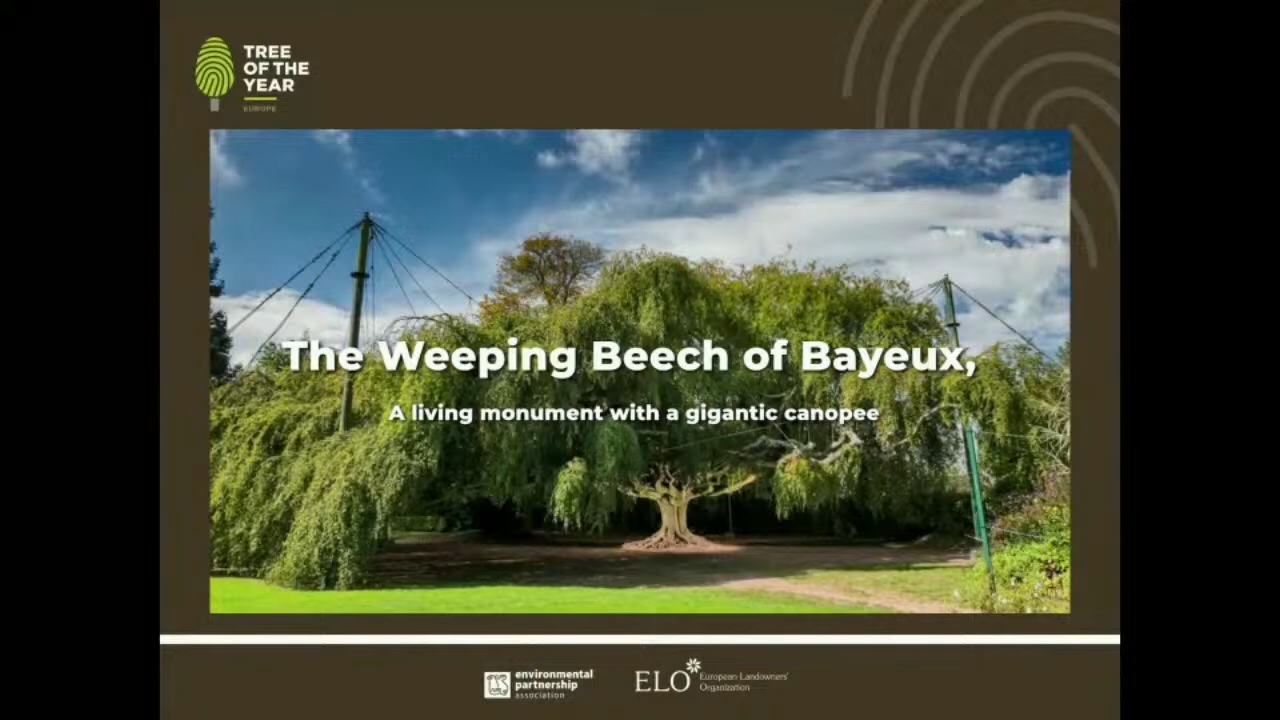 TREE
OF THE
YEAR
EUROPE
The Weeping Beech of Bayeux,
A living monument with a gigantic canopee
environmental
partnership
association
ELO European Landowners'
Organization